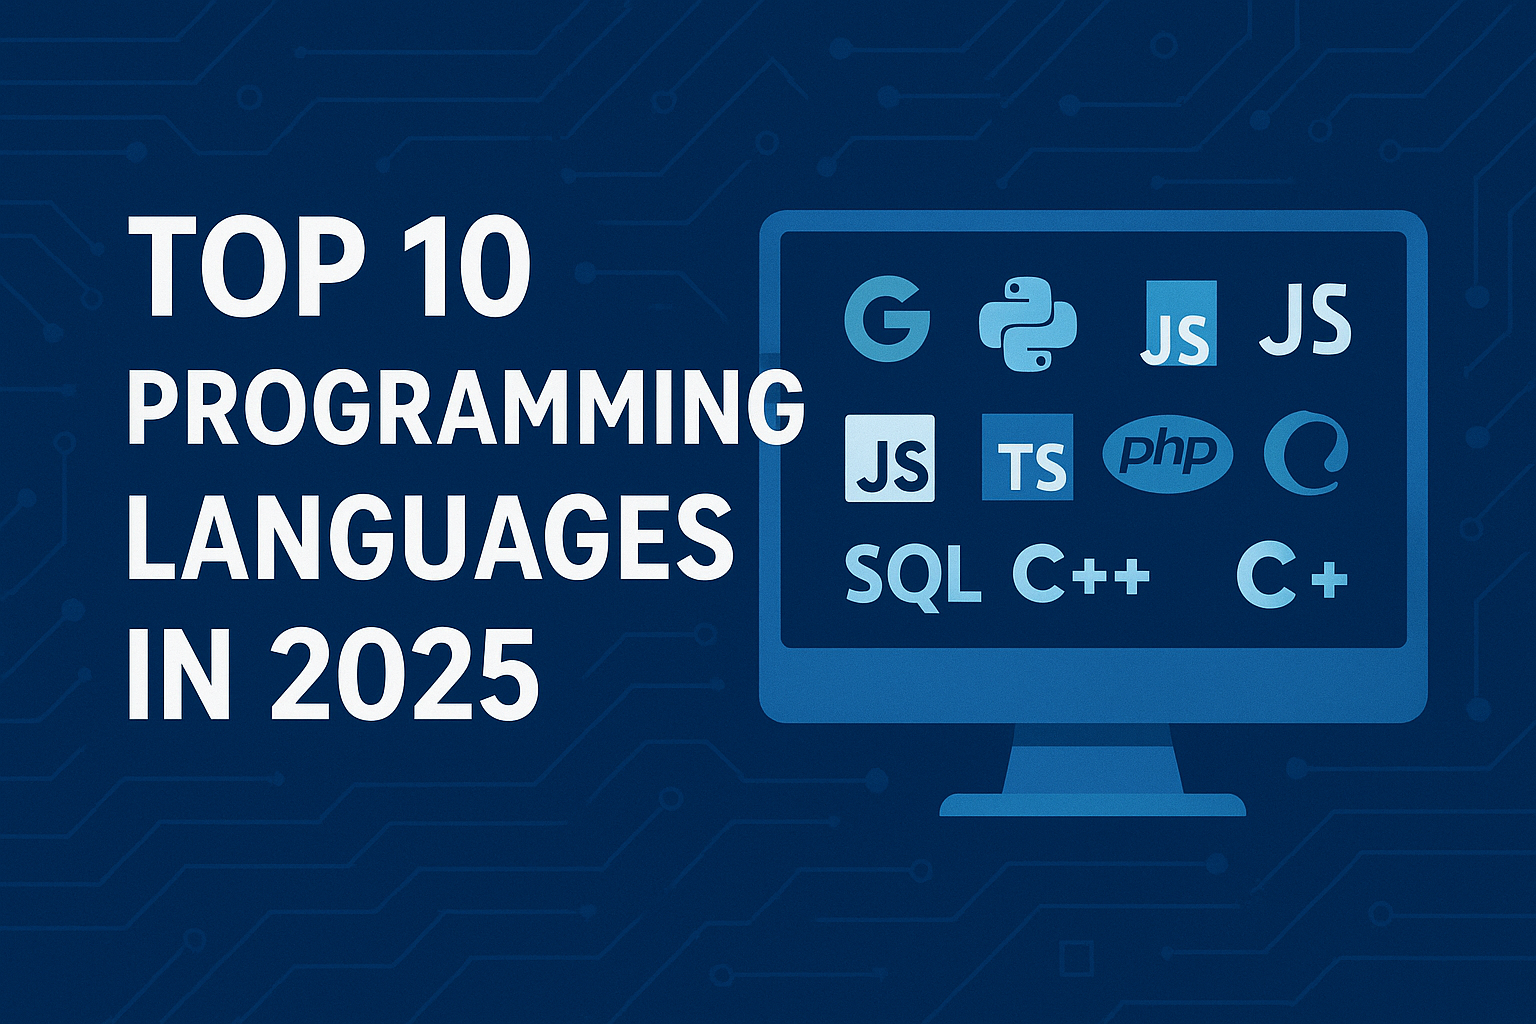 TOP 10
PROGRAMMING
LANGUAGES
IN 2025
G JS JS
JS TS php
SQL C++ C+